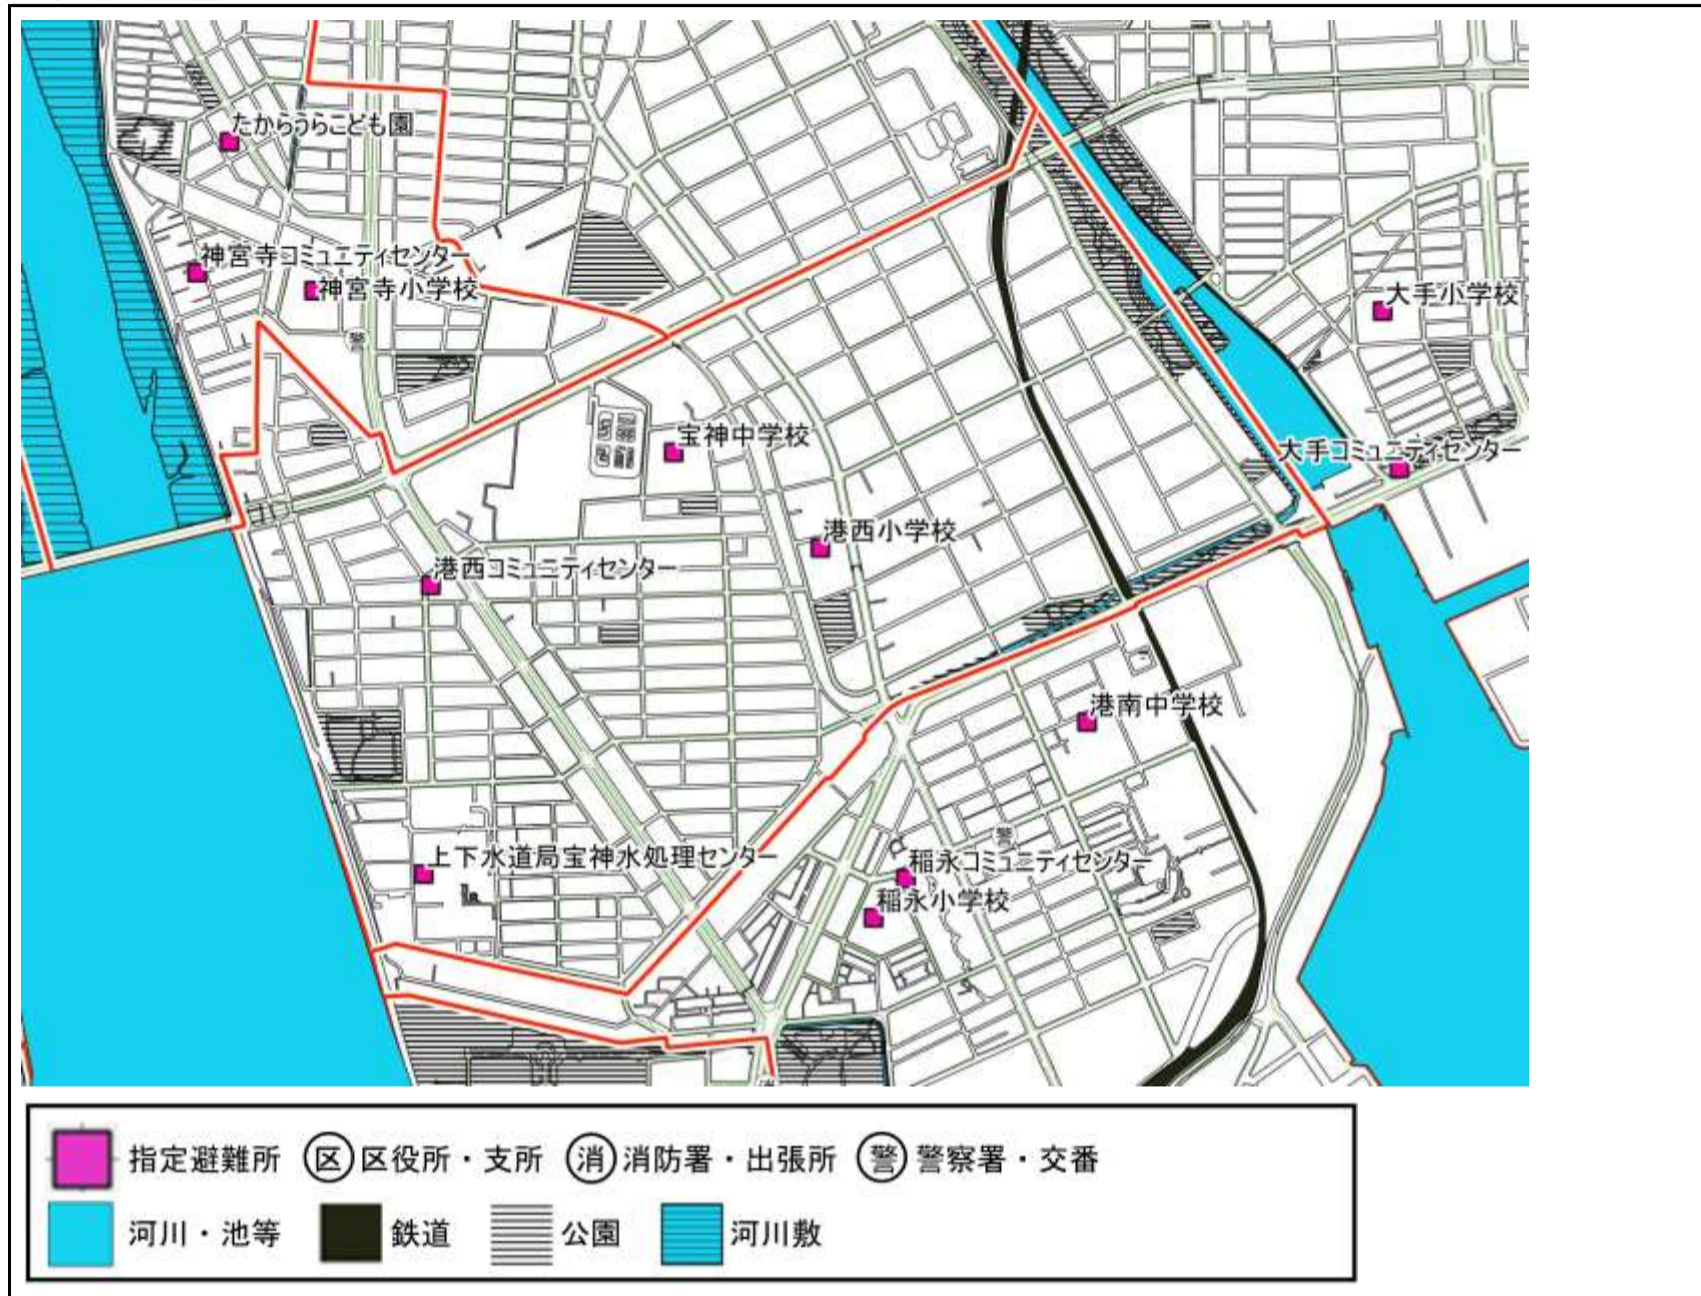 たからうらこども園
神宮寺コミュニティセンター
神宮寺小学校
警
大手小学校
宝神中学校
大手コミュニティセンター
港西小学校
港西コミュニティセンター
港南中学校
警
上下水道局宝神水処理センター
稲永コミュニティセンター
稲永小学校
消
指定避難所 区 区役所・支所 消 消防署・出張所 警 警察署・交番
河川・池等 鉄道 公園 河川敷